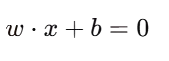 w · x + b = 0